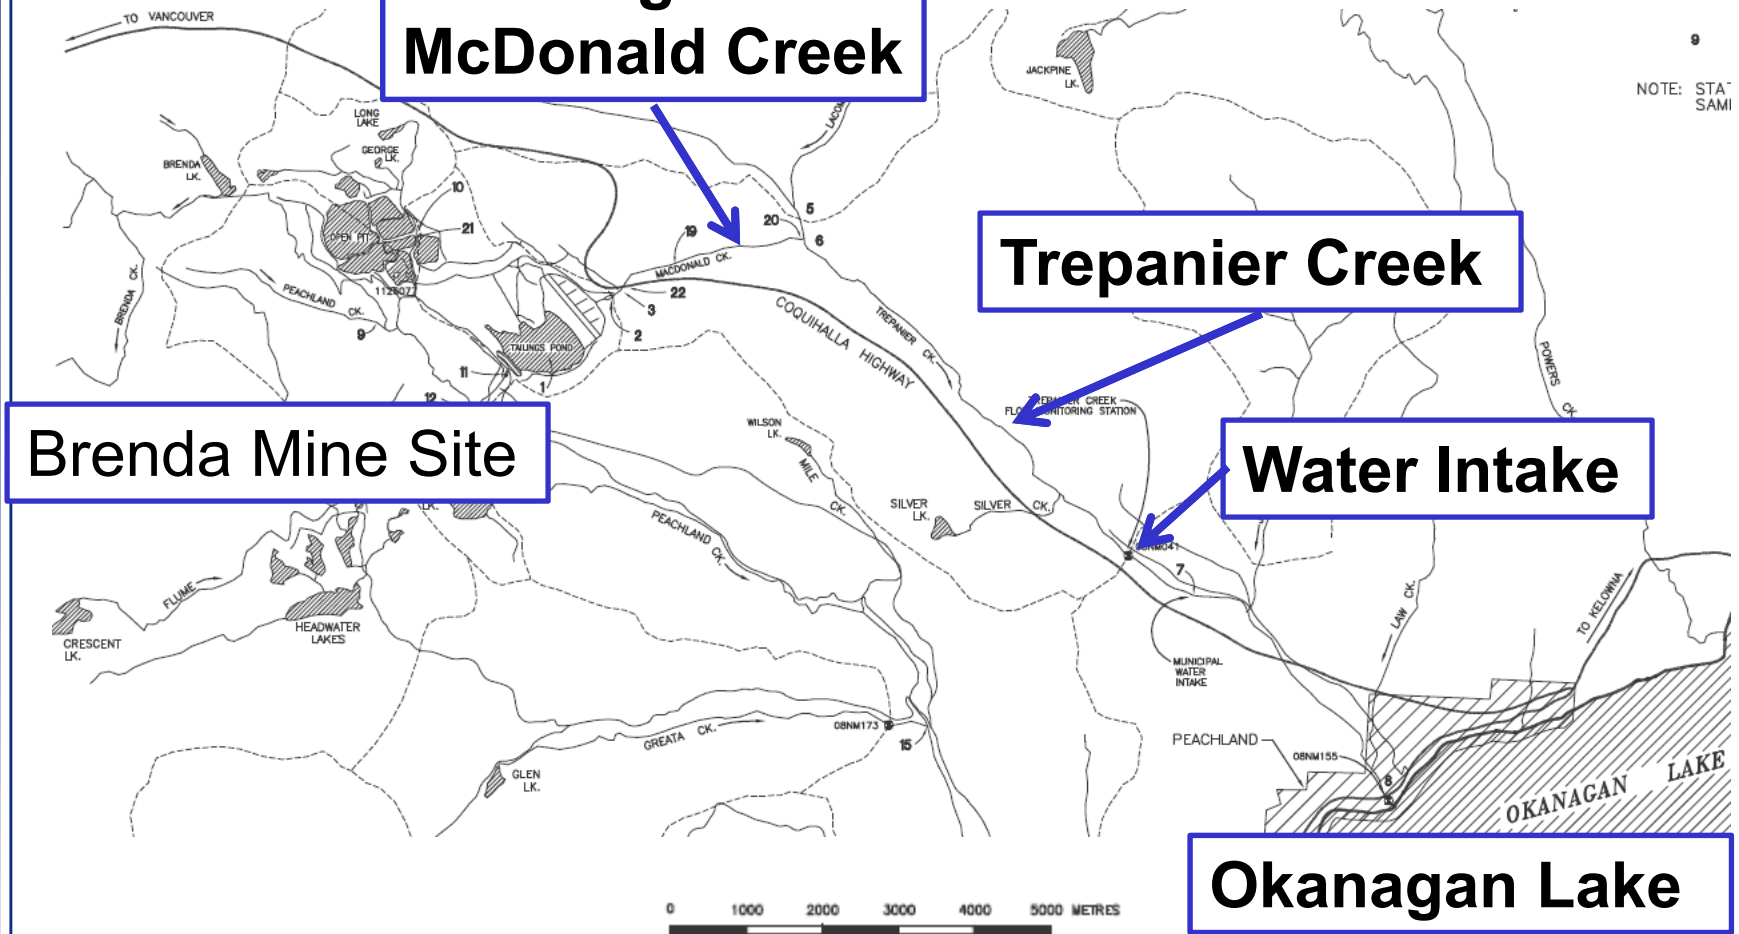 McDonald Creek
TO VANCOUVER
JACKPINE
LK.
9
NOTE:
LONG
LAKE
GEORGE
LK.
BRENDA
LK.
10
21
OPEN PIT
5
20
6
19
MACDONALD CK.
22
3
2
Trepanier Creek
BRENDA CK.
PEACHLAND
CK.
9
TAILINGS POND
11
1
12
COQUIHALLA HIGHWAY
TREPANIER CK.
POWERS
CK.
TREPANIER CREEK
MONITORING STATION
Brenda Mine Site
WILSON
LK.
MILE
CK.
Water Intake
LK.
SILVER
LK.
SILVER CK.
PEACHLAND
CK.
7
FLUME
HEADWATER
LAKES
CRESCENT
LK.
LAW CK.
TO KELOWNA
MUNICIPAL
WATER
INTAKE
08NM173
GREATA CK.
15
GLEN
LK.
PEACHLAND
08NM155
8
OKANAGAN LAKE
Okanagan Lake
0 1000 2000 3000 4000 5000 METRES